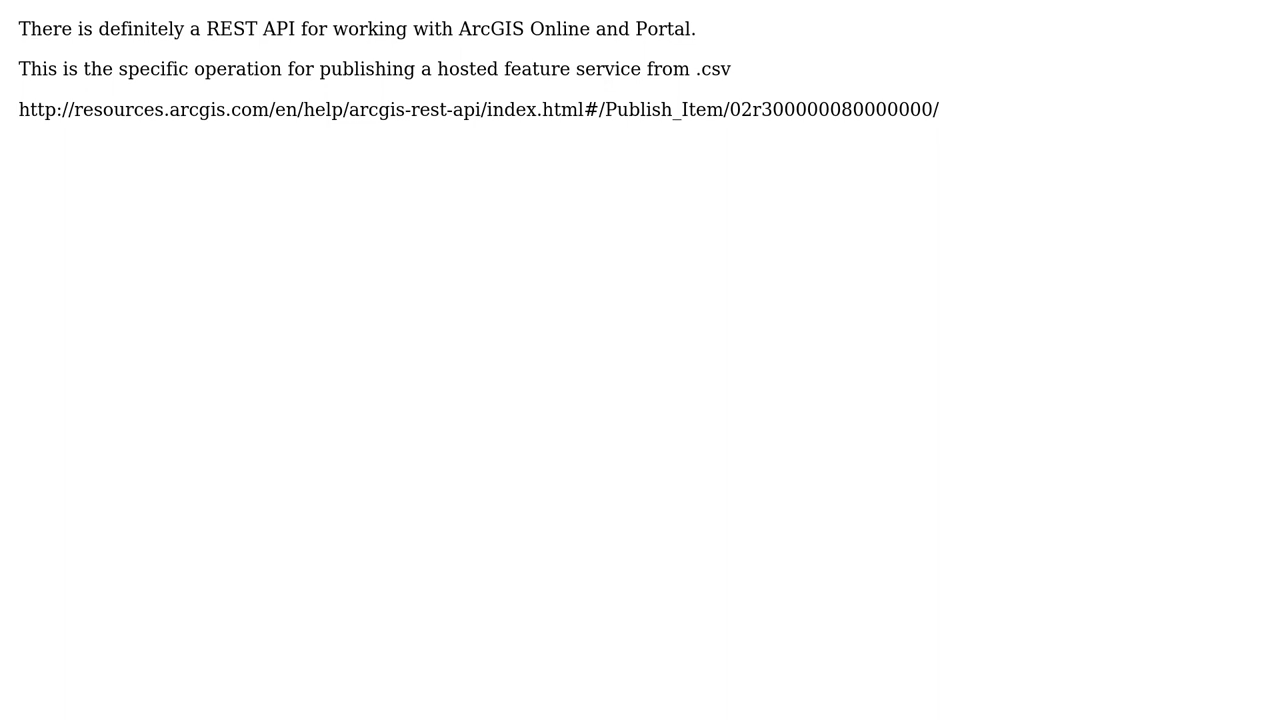 There is definitely a REST API for working with ArcGIS Online and Portal.
This is the specific operation for publishing a hosted feature service from .csv
http://resources.arcgis.com/en/help/arcgis-rest-api/index.html#/Publish_Item/02r300000080000000/